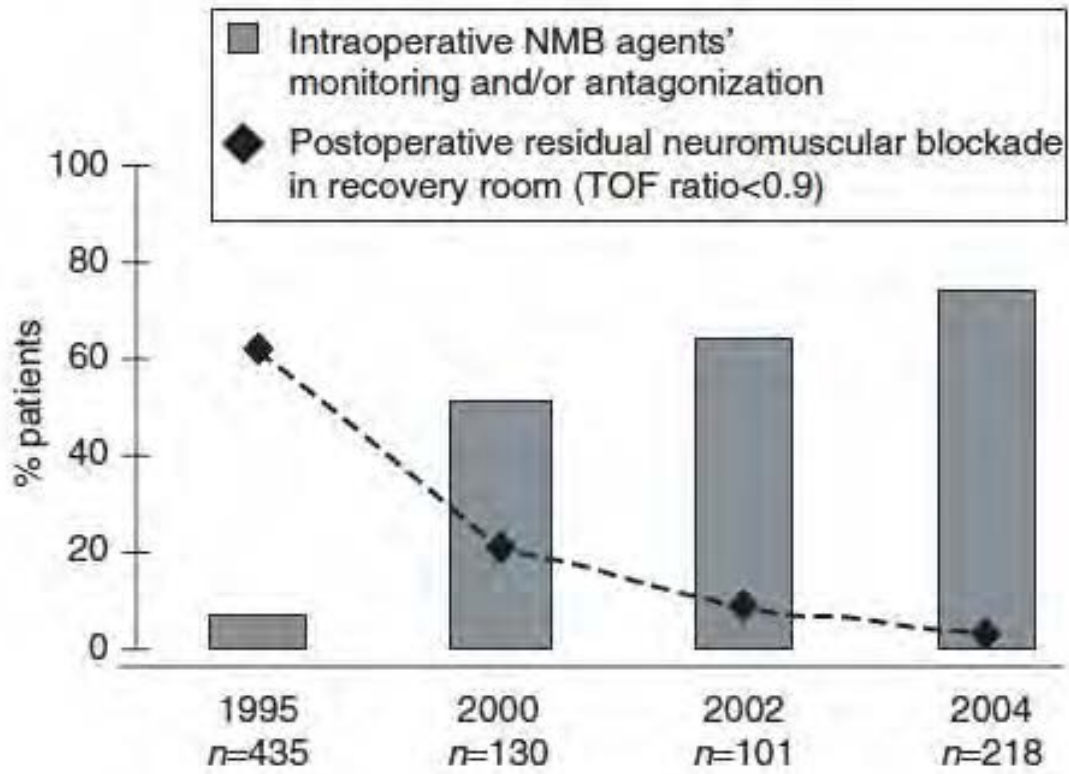 Intraoperative NMB agents'
monitoring and/or antagonization
Postoperative residual neuromuscular blockade
in recovery room (TOF ratio<0.9)
% patients
100
80
60
40
20
0
1995
n=435
2000
n=130
2002
n=101
2004
n=218